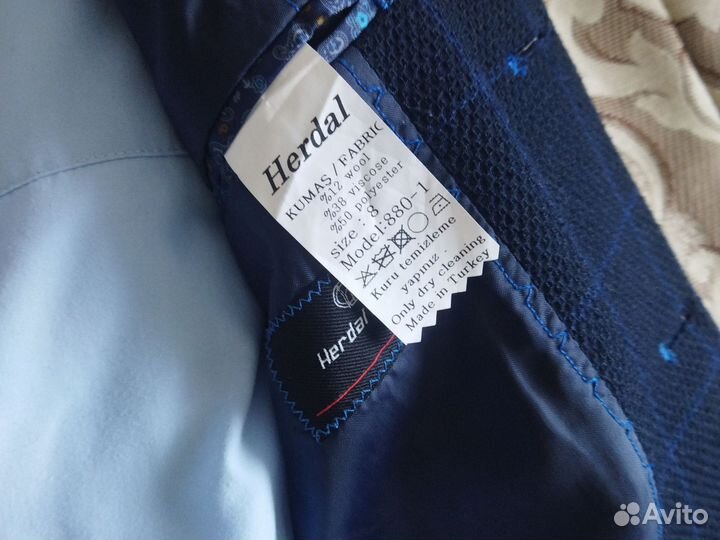 Herdal
KUMAS / FABRIC
%12 wool
%38 viscose
%50 polyester
size : 8
Model:880-1
Kuru temizleme
yapınız .
Only dry cleaning
Made in Turkey
Herdal
Avito